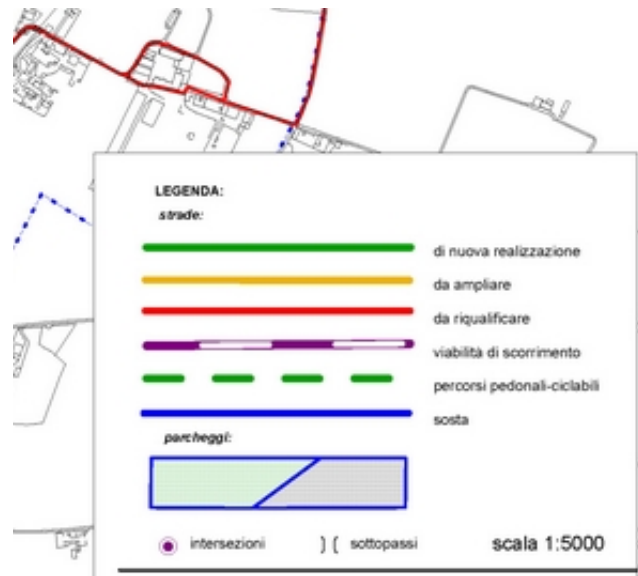 LEGENDA:
strade:
di nuova realizzazione
da ampliare
da riqualificare
viabilità di scorrimento
percorsi pedonali-ciclabili
sosta
parcheggi:
intersezioni
sottopassi
scala 1:5000